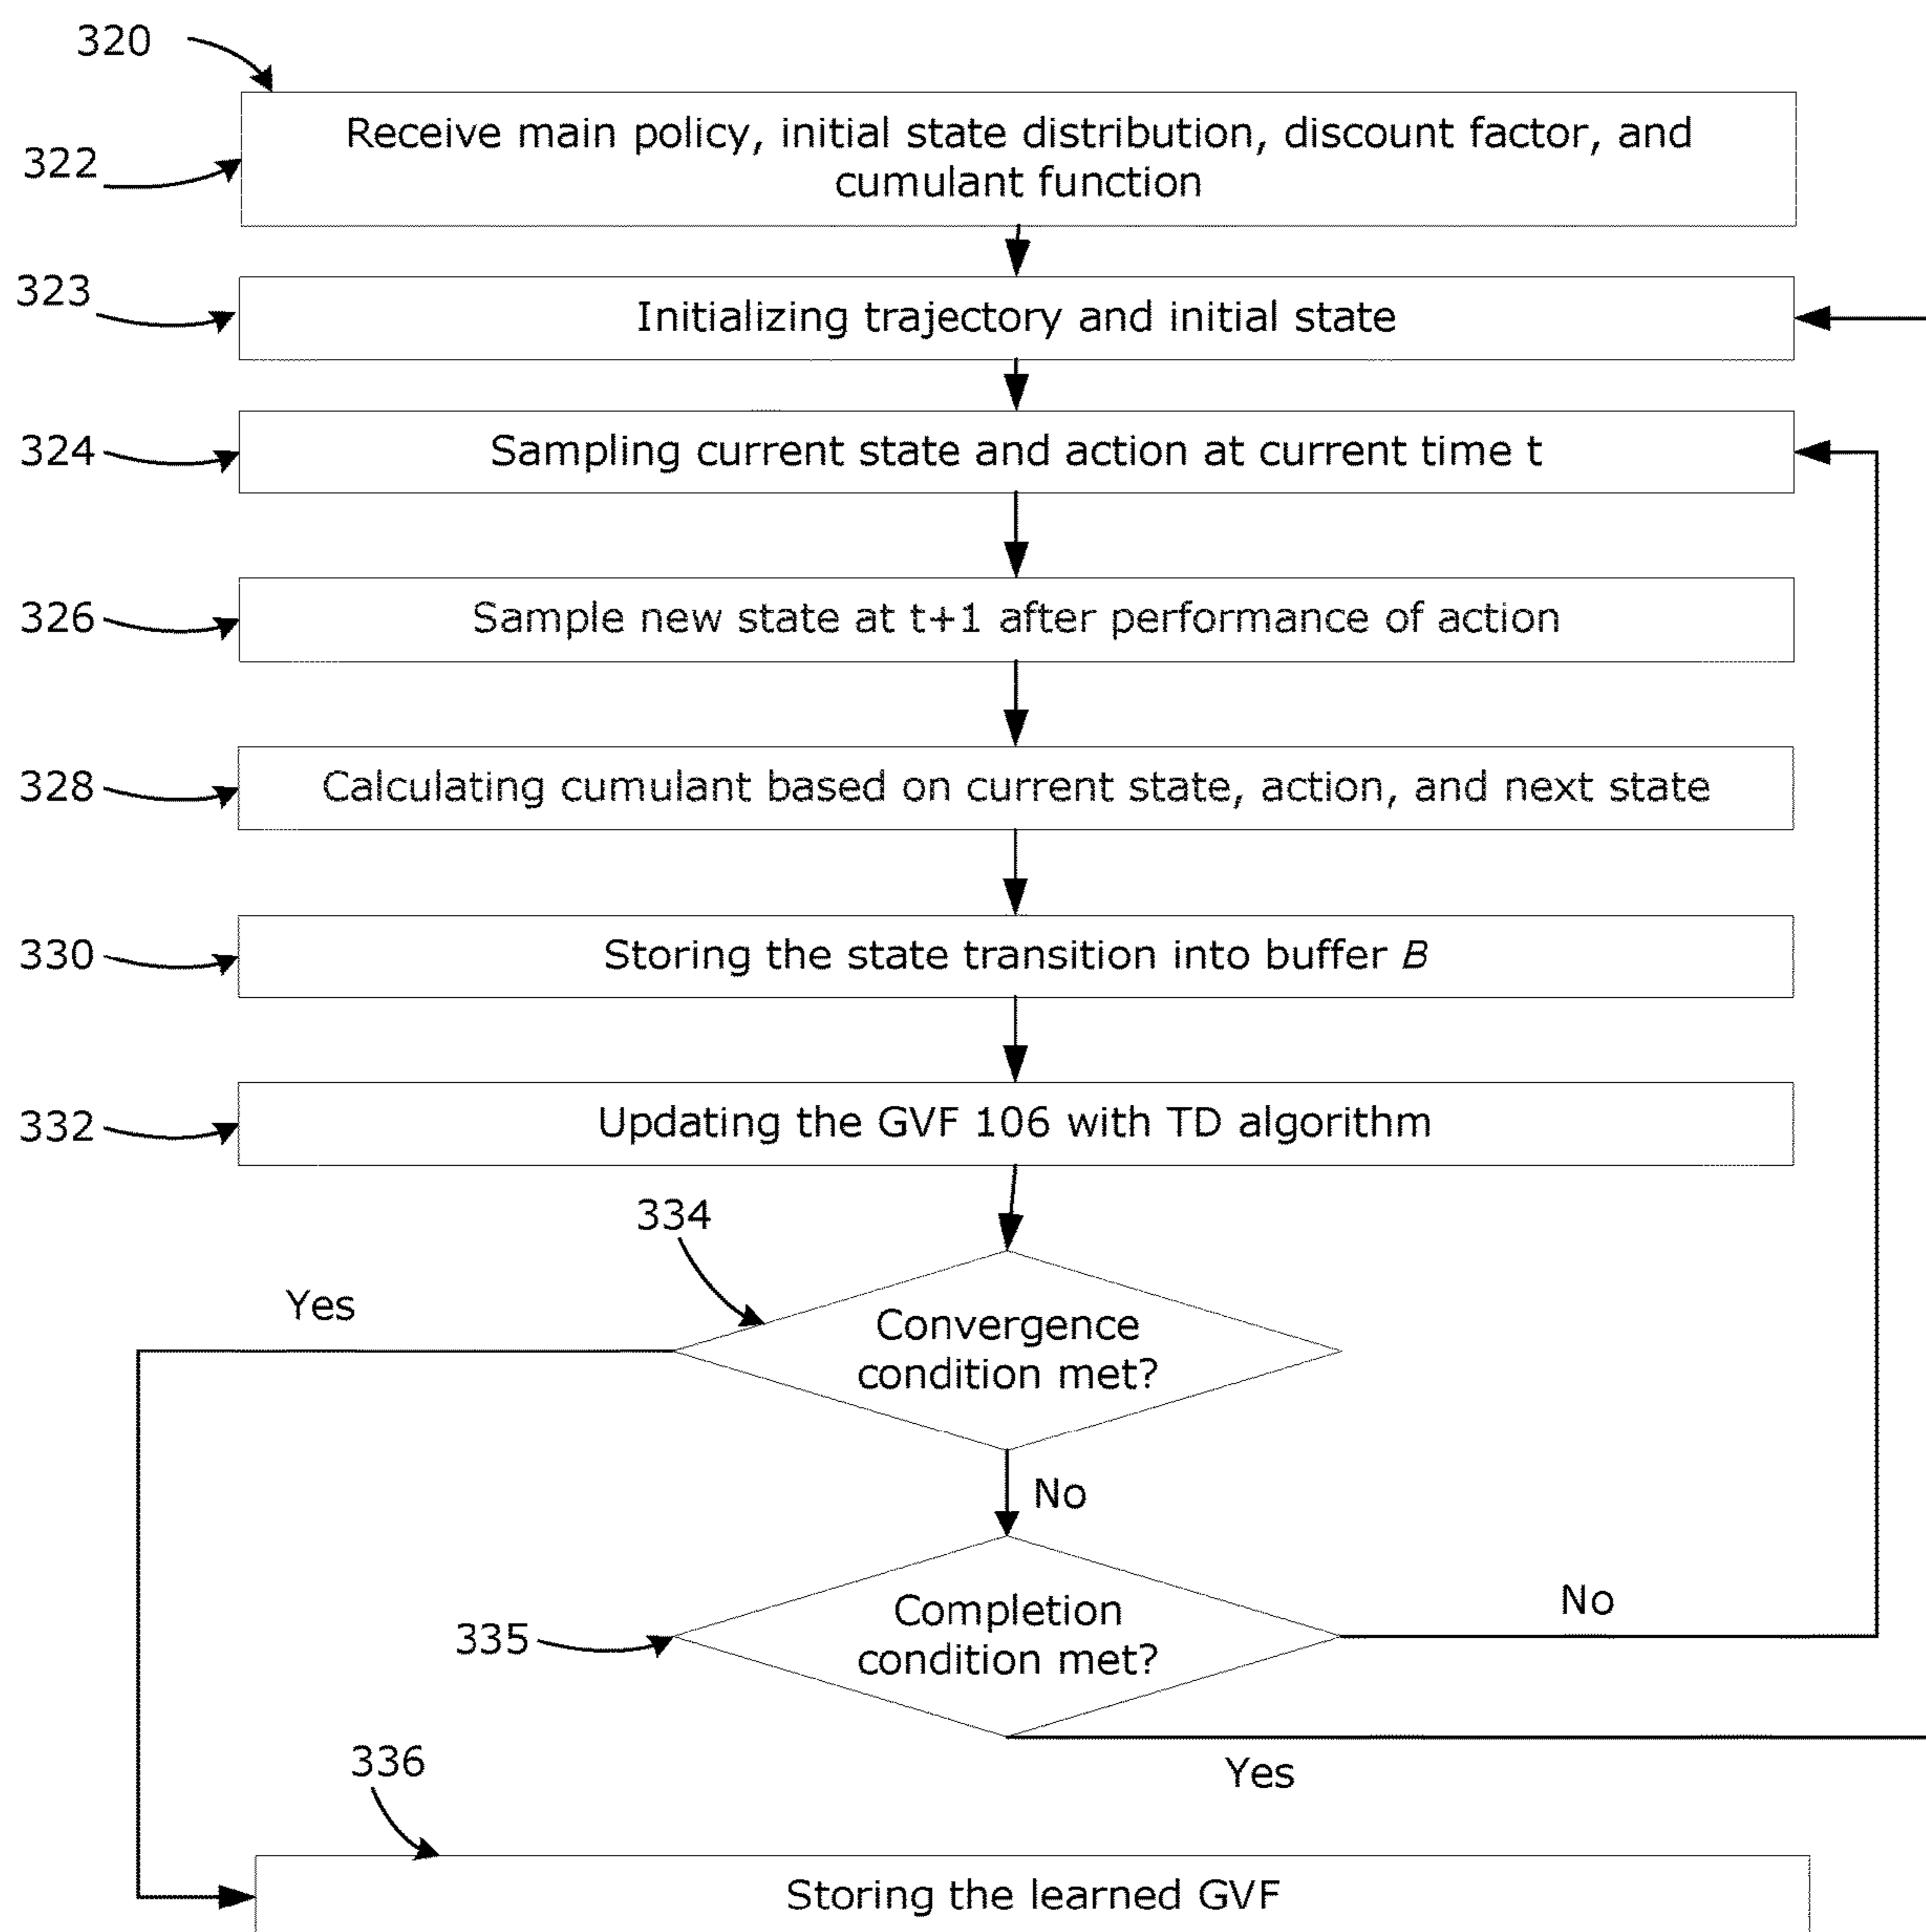 320
322
Receive main policy, initial state distribution, discount factor, and
cumulant function
323
Initializing trajectory and initial state
324
Sampling current state and action at current time t
326
Sample new state at t+1 after performance of action
328
Calculating cumulant based on current state, action, and next state
330
Storing the state transition into buffer B
332
Updating the GVF 106 with TD algorithm
334
Yes
Convergence
condition met?
No
335
Completion
condition met?
No
Yes
336
Storing the learned GVF